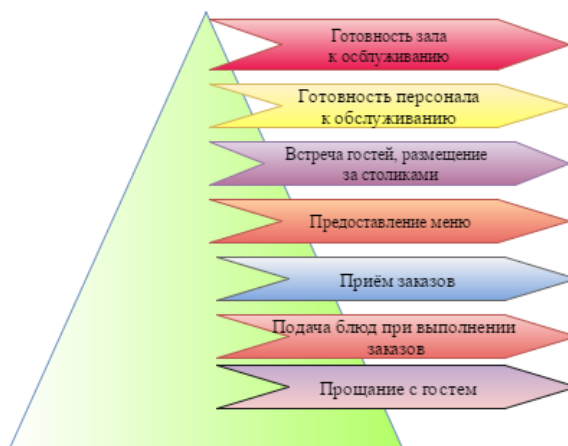 Готовность зала
к осблуживанию
Готовность персонала
к обслуживанию
Встреча гостей, размещение
за столиками
Предоставление меню
Приём заказов
Подача блюд при выполнении
заказов
Прощание с гостем